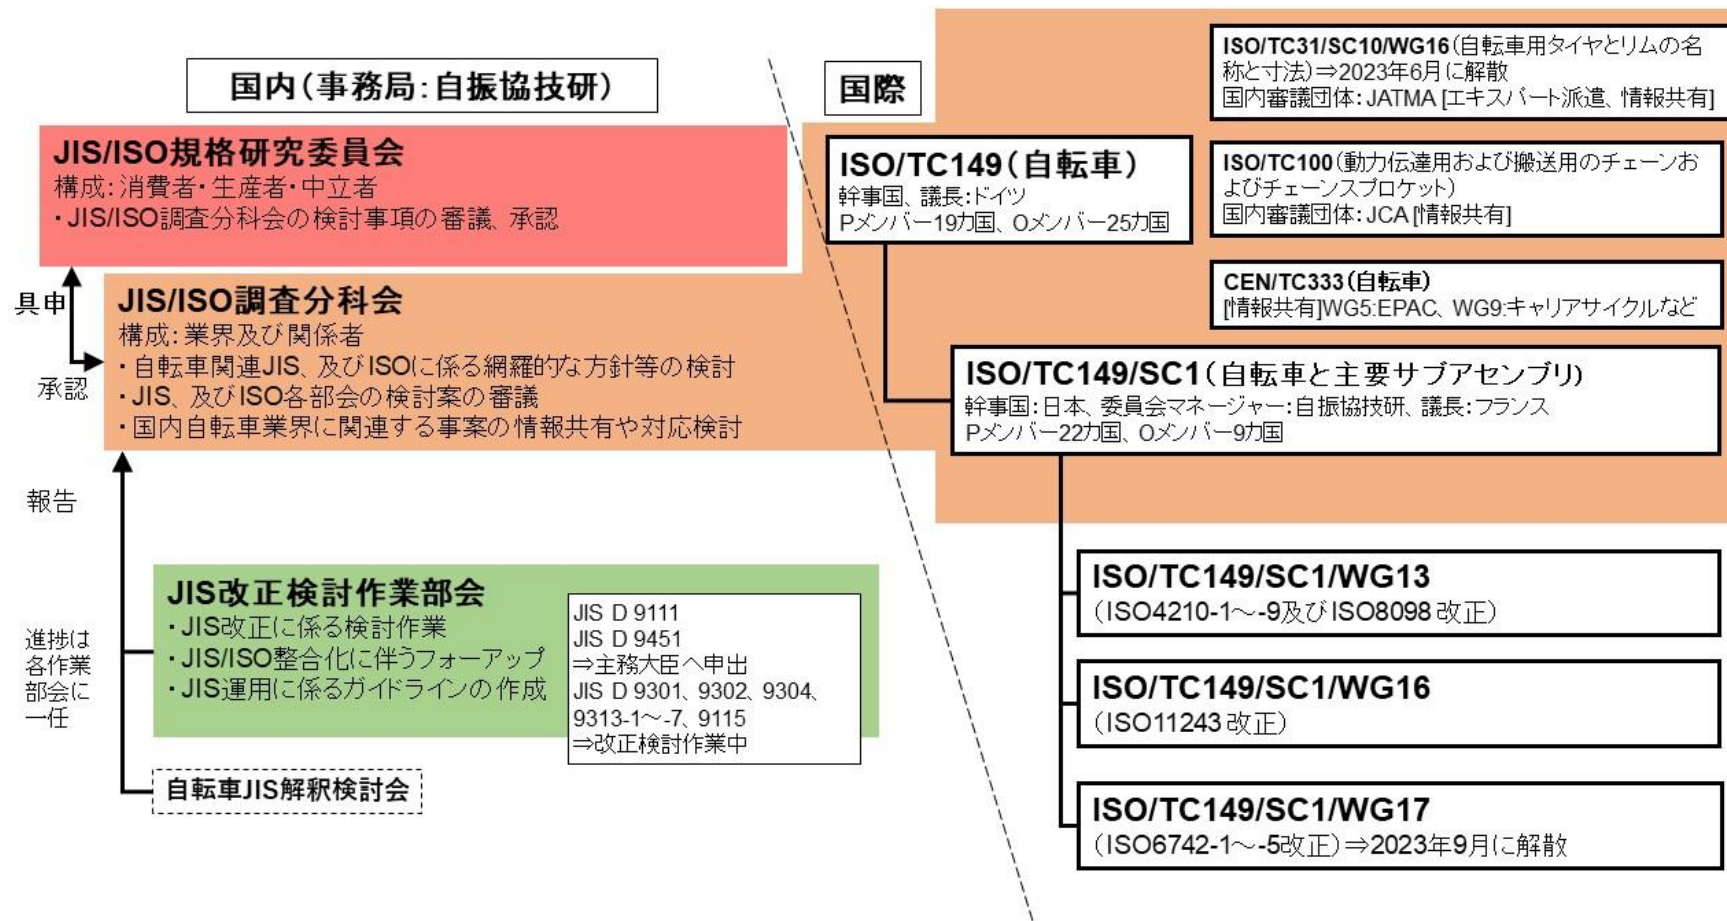 国内(事務局:自振協技研)
JIS/ISO規格研究委員会
構成:消費者・生産者・中立者
・JIS/ISO調査分科会の検討事項の審議、承認
具申
承認
JIS/ISO調査分科会
構成:業界及び関係者
・自転車関連JIS、及びISOに係る網羅的な方針等の検討
・JIS、及びISO各部会の検討案の審議
・国内自転車業界に関連する事案の情報共有や対応検討
報告
進捗は
各作業
部会に
一任
JIS改正検討作業部会
・JIS改正に係る検討作業
・JIS/ISO整合化に伴うフォーアップ
・JIS運用に係るガイドラインの作成
JIS D 9111
JIS D 9451
⇒主務大臣へ申出
JIS D 9301、9302、9304、
9313-1～-7、9115
⇒改正検討作業中
自転車JIS解釈検討会
国際
ISO/TC149(自転車)
幹事国、議長:ドイツ
Pメンバー19カ国、Oメンバー25カ国
ISO/TC31/SC10/WG16(自転車用タイヤとリムの名
称と寸法)⇒2023年6月に解散
国内審議団体:JATMA [エキスパート派遣、情報共有]
ISO/TC100(動力伝達用および搬送用のチェーンお
よびチェーンスプロケット)
国内審議団体:JCA [情報共有]
CEN/TC333(自転車)
[情報共有]WG5:EPAC、WG9:キャリアサイクルなど
ISO/TC149/SC1(自転車と主要サブアセンブリ)
幹事国:日本、委員会マネージャー:自振協技研、議長:フランス
Pメンバー22カ国、Oメンバー9カ国
ISO/TC149/SC1/WG13
(ISO4210-1～-9及びISO8098改正)
ISO/TC149/SC1/WG16
(ISO11243改正)
ISO/TC149/SC1/WG17
(ISO6742-1～-5改正)⇒2023年9月に解散